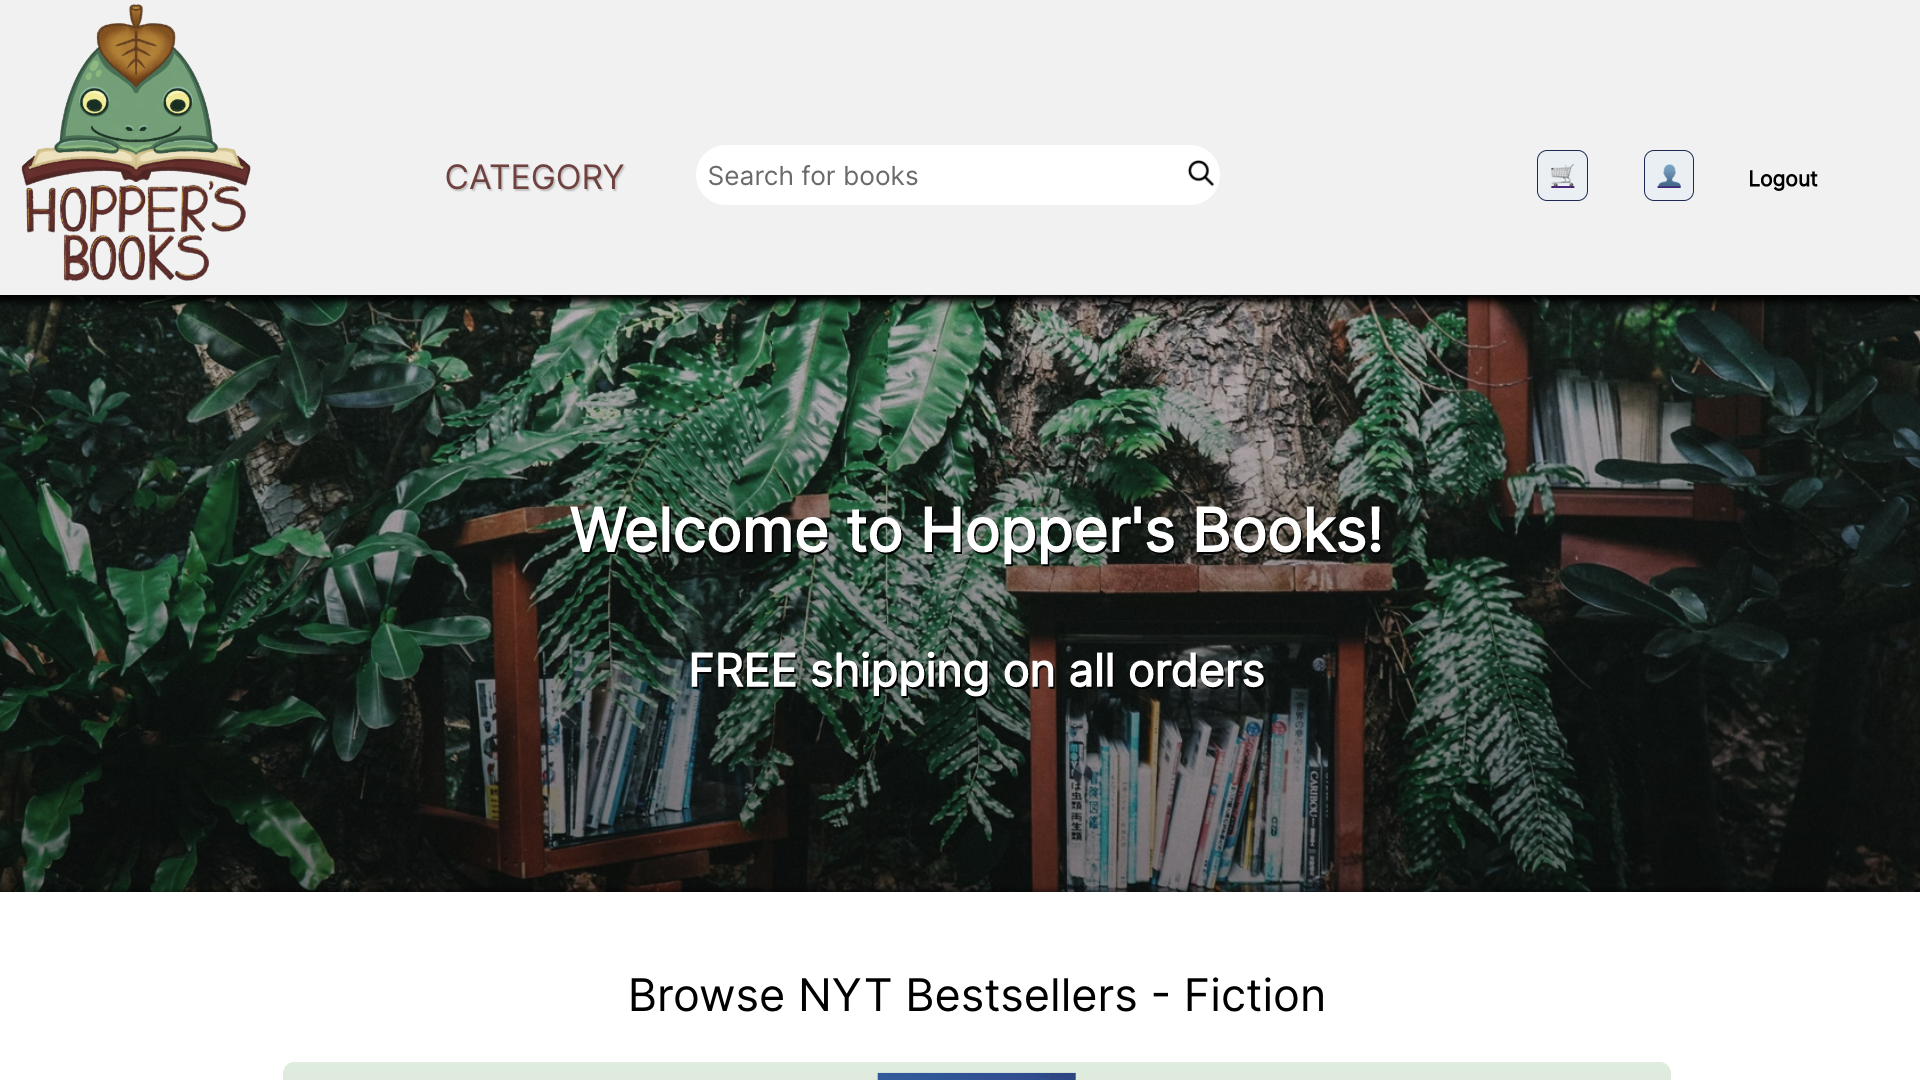 HOPPER'S
BOOKS
CATEGORY
Search for books
Logout
Welcome to Hopper's Books!
FREE shipping on all orders
CARIBOU
Browse NYT Bestsellers - Fiction